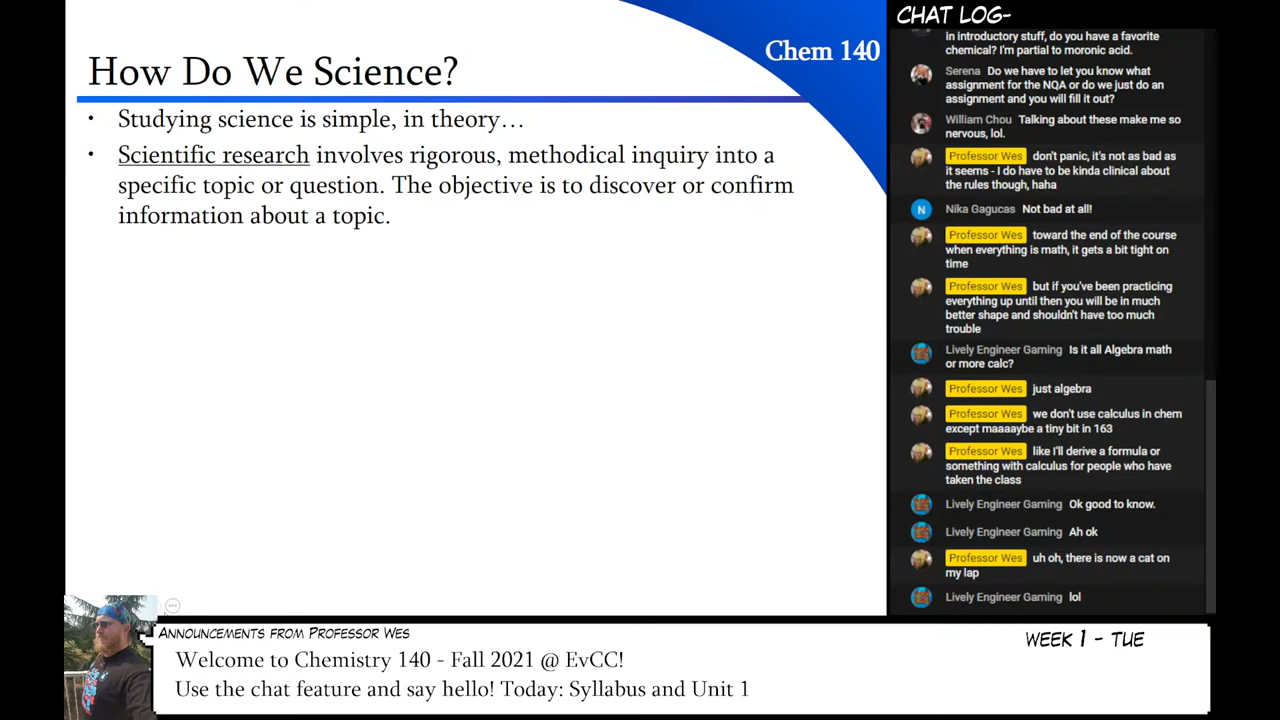 Chem 140
How Do We Science?
• Studying science is simple, in theory…
• Scientific research involves rigorous, methodical inquiry into a
specific topic or question. The objective is to discover or confirm
information about a topic.
CHAT LOG-
in introductory stuff, do you have a favorite
chemical? I'm partial to moronic acid.
Serena Do we have to let you know what
assignment for the NQA or do we just do an
assignment and you will fill it out?
William Chou Talking about these make me so
nervous, lol.
Professor Wes don't panic, it's not as bad as
it seems - I do have to be kinda clinical about
the rules though, haha
N Nika Gagucas Not bad at all!
Professor Wes toward the end of the course
when everything is math, it gets a bit tight on
time
Professor Wes but if you've been practicing
everything up until then you will be in much
better shape and shouldn't have too much
trouble
Lively Engineer Gaming Is it all Algebra math
or more calc?
Professor Wes just algebra
Professor Wes we don't use calculus in chem
except maaaaybe a tiny bit in 163
Professor Wes like I'll derive a formula or
something with calculus for people who have
taken the class
Lively Engineer Gaming Ok good to know.
Lively Engineer Gaming Ah ok
Professor Wes uh oh, there is now a cat on
my lap
Lively Engineer Gaming lol
ANNOUNCEMENTS FROM PROFESSOR WES
WEEK 1 - TUE
Welcome to Chemistry 140 - Fall 2021 @ EvCC!
Use the chat feature and say hello! Today: Syllabus and Unit 1